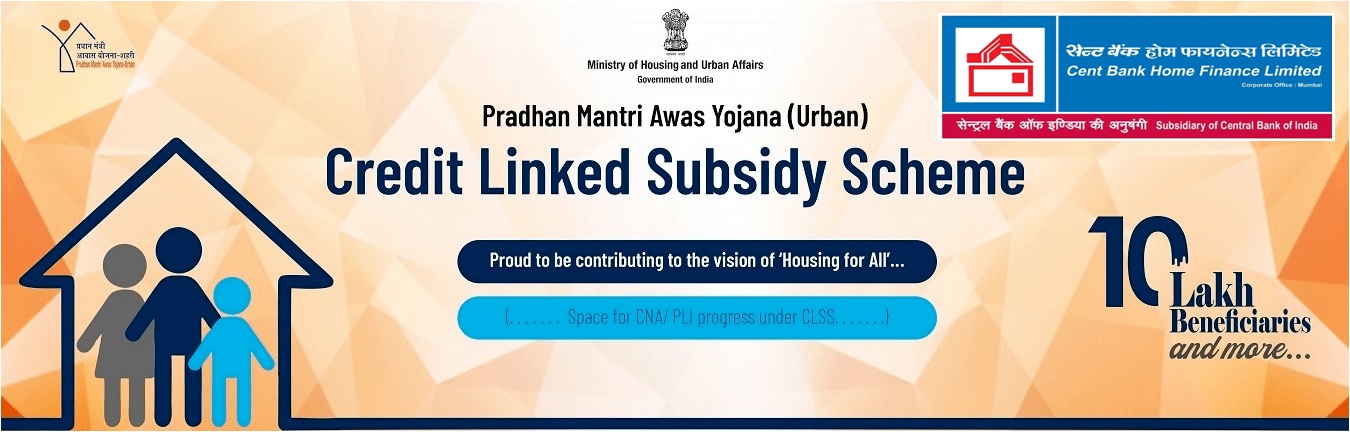 प्रधान मंत्री
आवास योजना-शहरी
Pradhan Mantri Awas Yojana-Urban
Ministry of Housing and Urban Affairs
Government of India
सेन्ट बैंक होम फायनेन्स लिमिटेड
Cent Bank Home Finance Limited
Corporate Office : Mumbai
सेन्ट्रल बैंक ऑफ इण्डिया की अनुषंगी Subsidiary of Central Bank of India
Pradhan Mantri Awas Yojana (Urban)
Credit Linked Subsidy Scheme
Proud to be contributing to the vision of ‘Housing for All’...
(....... Space for CNA/ PLI progress under CLSS.......)
10
Lakh
Beneficiaries
and more...